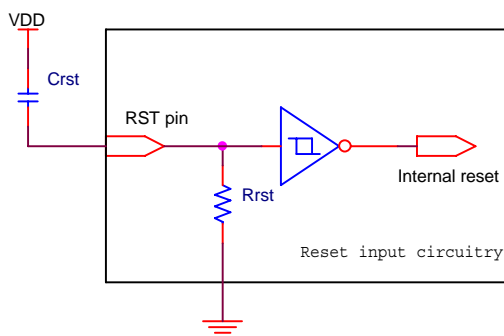 VDD
Crst
RST pin
Rrst
Internal reset
Reset input circuitry